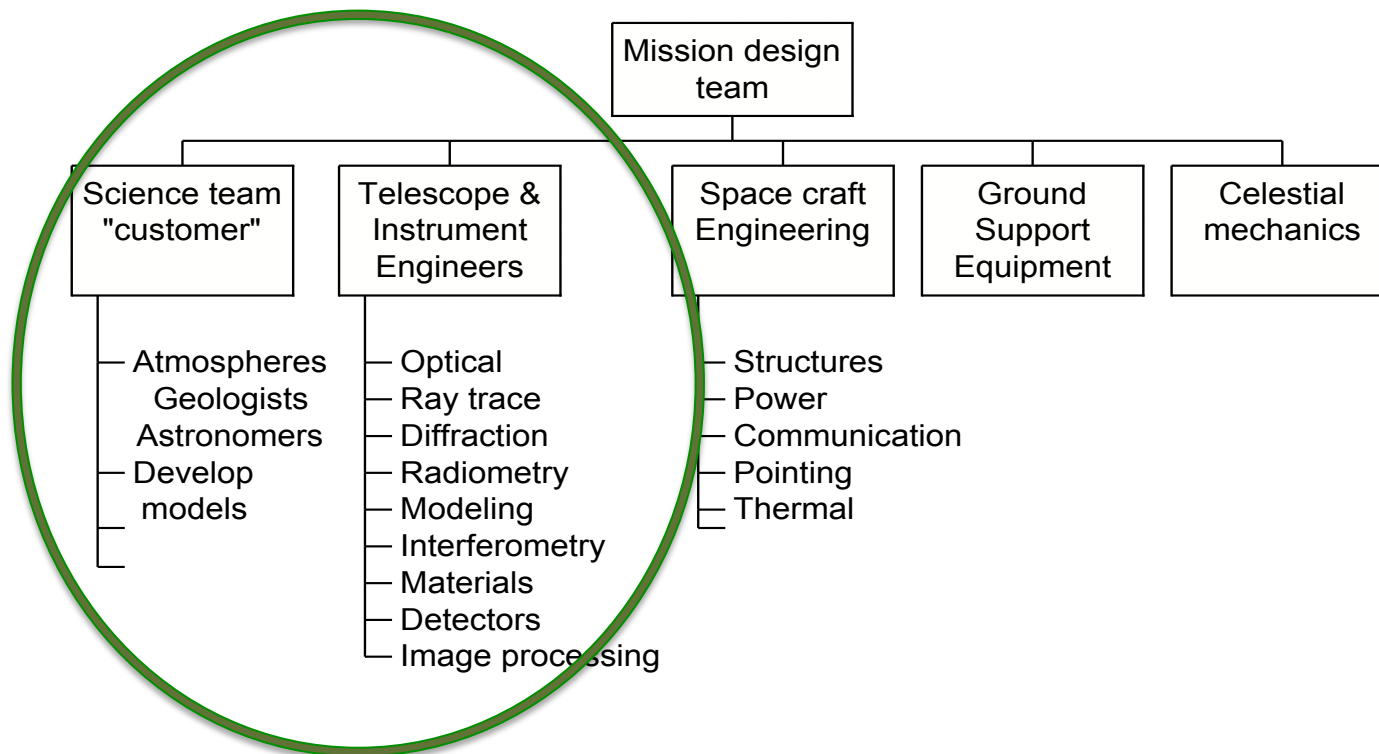 Mission design
team
Science team
"customer"
Telescope &
Instrument
Engineers
Space craft
Engineering
Ground
Support
Equipment
Celestial
mechanics
Atmospheres
Geologists
Astronomers
Develop
models
Optical
Ray trace
Diffraction
Radiometry
Modeling
Interferometry
Materials
Detectors
Image processing
Structures
Power
Communication
Pointing
Thermal